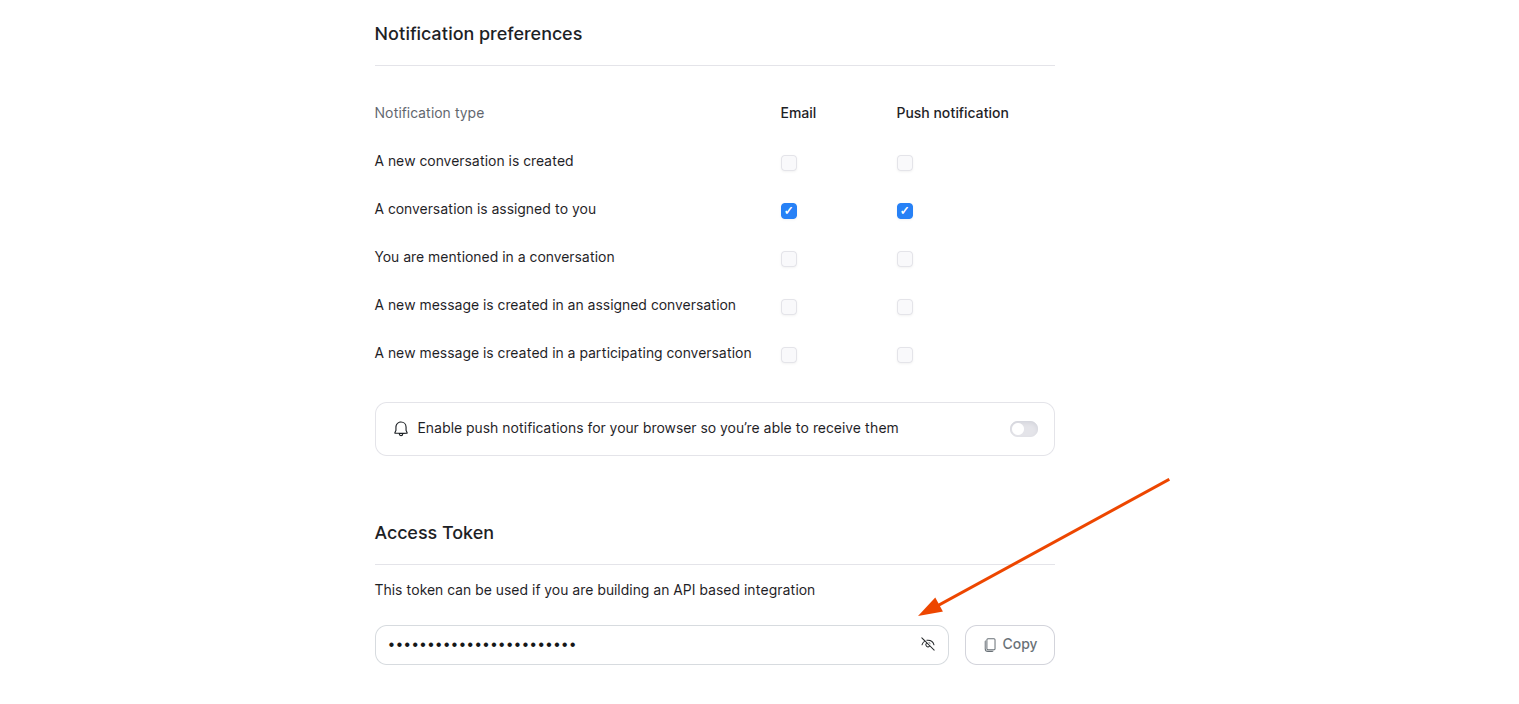 Notification preferences
Notification type Email Push notification
A new conversation is created
A conversation is assigned to you
You are mentioned in a conversation
A new message is created in an assigned conversation
A new message is created in a participating conversation
Enable push notifications for your browser so you're able to receive them
Access Token
This token can be used if you are building an API based integration
•••••••••••••••••••••••• Copy